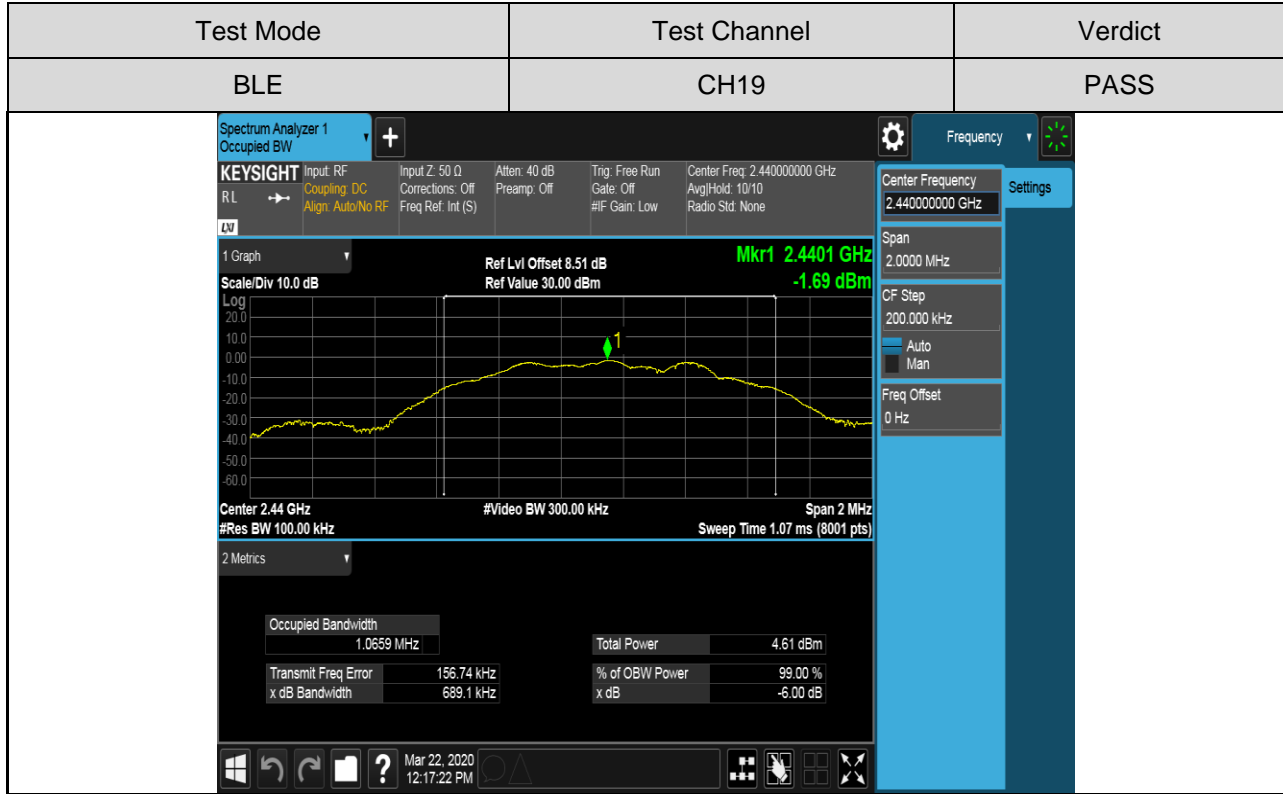 Test Mode Test Channel Verdict
BLE CH19 PASS
Spectrum Analyzer 1
Occupied BW
+
Frequency
KEYSIGHT Input: RF Input Z: 50 Ω Atten: 40 dB Trig: Free Run Center Freq: 2.440000000 GHz
RL Coupling: DC Corrections: Off Preamp: Off Gate: Off Avg|Hold: 10/10
Align: Auto/No RF Freq Ref: Int (S) #IF Gain: Low Radio Std: None
LXI
Center Frequency
2.440000000 GHz
Settings
Span
2.0000 MHz
CF Step
200.000 kHz
Auto
Man
Freq Offset
0 Hz
1 Graph Ref Lvl Offset 8.51 dB Mkr1 2.4401 GHz
Scale/Div 10.0 dB Ref Value 30.00 dBm -1.69 dBm
Log
20.0
10.0
1
0.00
-10.0
-20.0
-30.0
-40.0
-50.0
-60.0
Center 2.44 GHz #Video BW 300.00 kHz Span 2 MHz
#Res BW 100.00 kHz Sweep Time 1.07 ms (8001 pts)
2 Metrics
Occupied Bandwidth
1.0659 MHz Total Power 4.61 dBm
Transmit Freq Error 156.74 kHz % of OBW Power 99.00 %
x dB Bandwidth 689.1 kHz x dB -6.00 dB
? Mar 22, 2020
12:17:22 PM